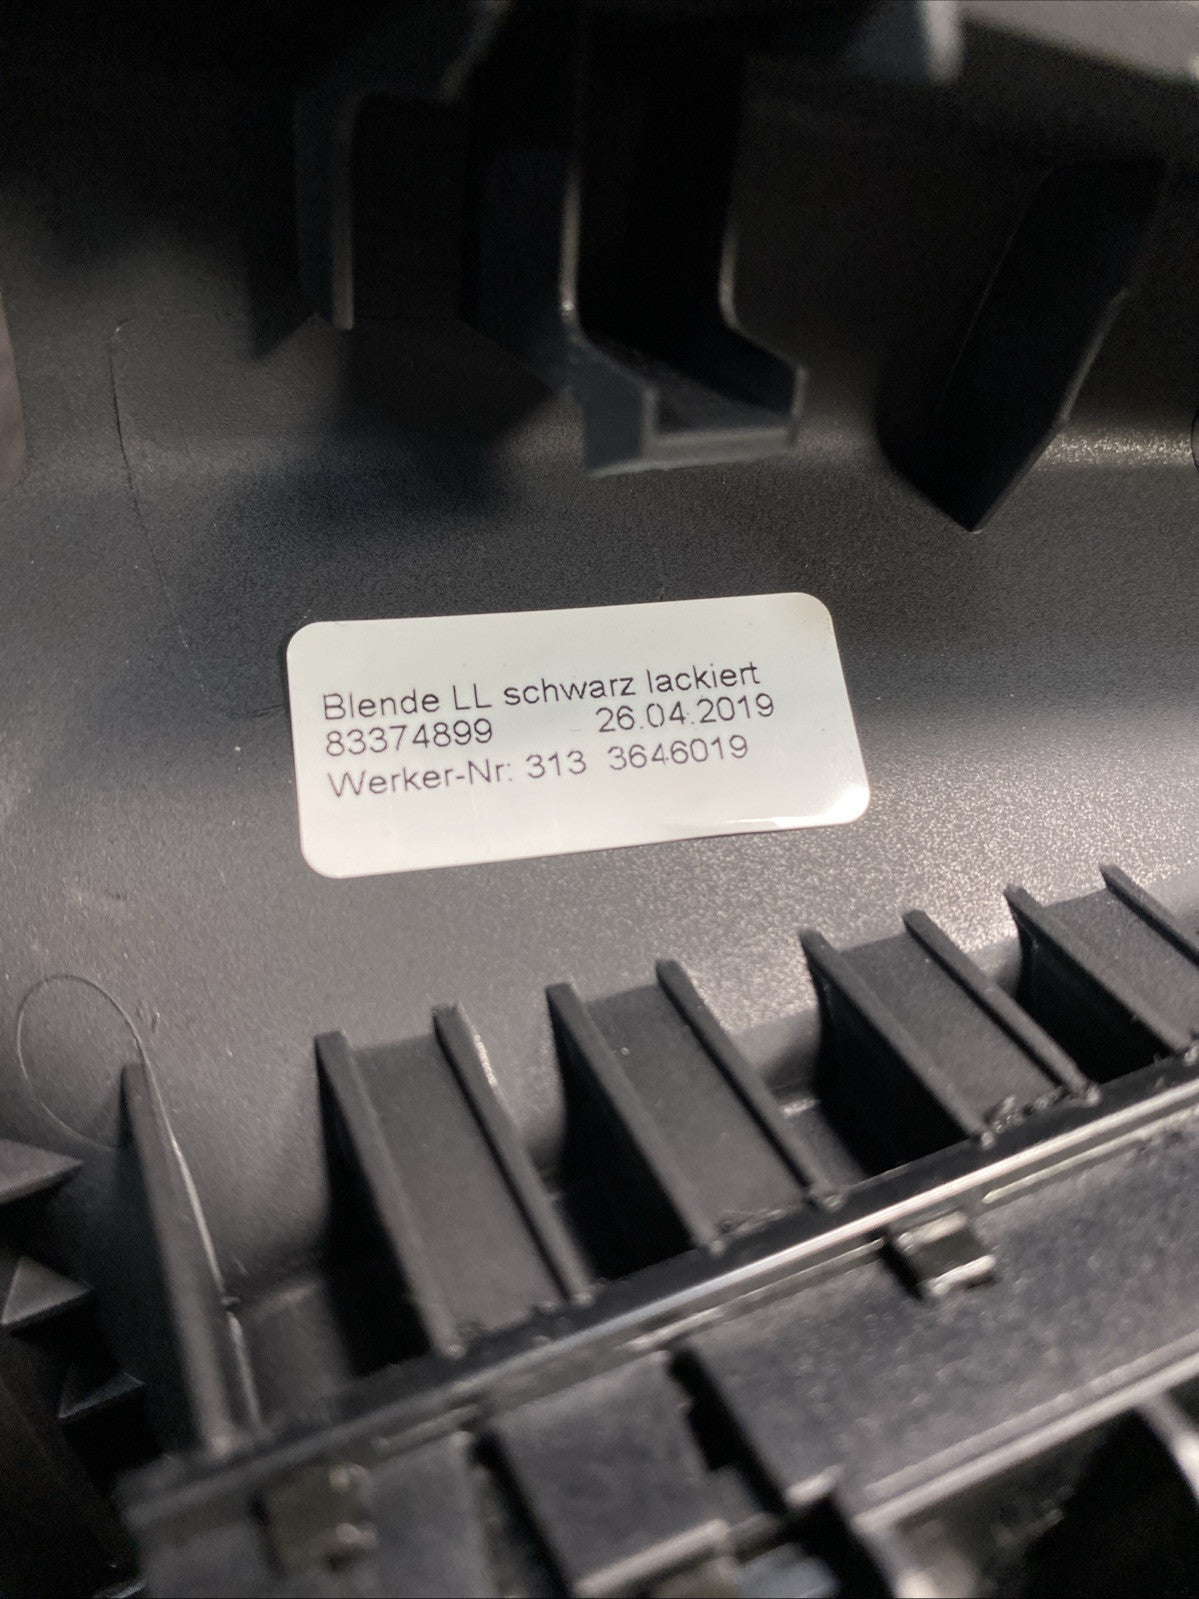 Blende LL schwarz lackiert
83374899 26.04.2019
Werker-Nr: 313 3646019